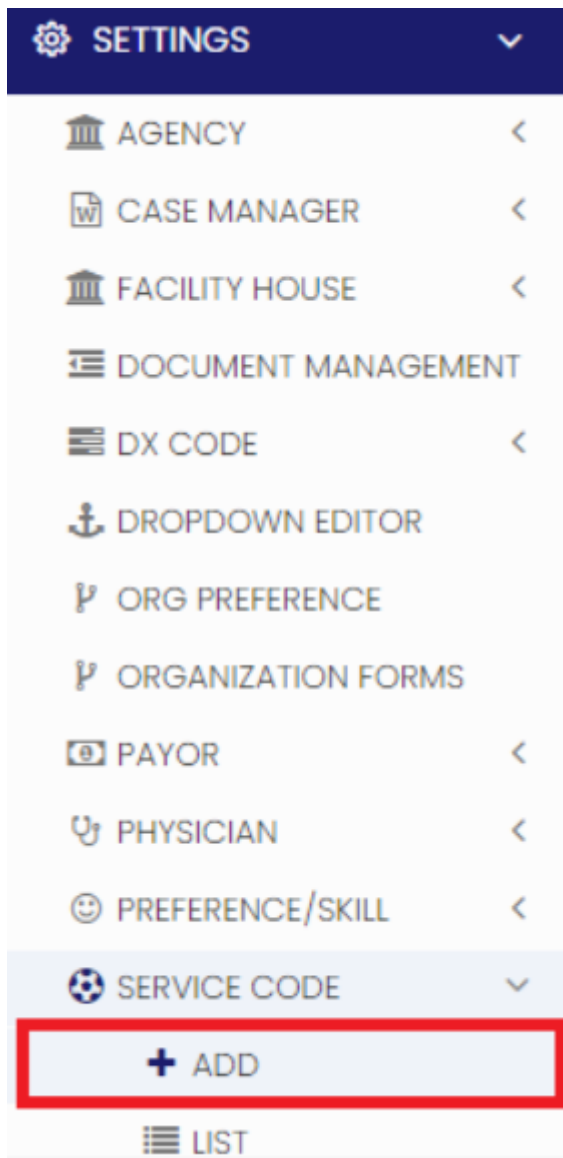 SETTINGS
AGENCY
CASE MANAGER
FACILITY HOUSE
DOCUMENT MANAGEMENT
DX CODE
DROPDOWN EDITOR
ORG PREFERENCE
ORGANIZATION FORMS
PAYOR
PHYSICIAN
PREFERENCE/SKILL
SERVICE CODE
ADD
LIST